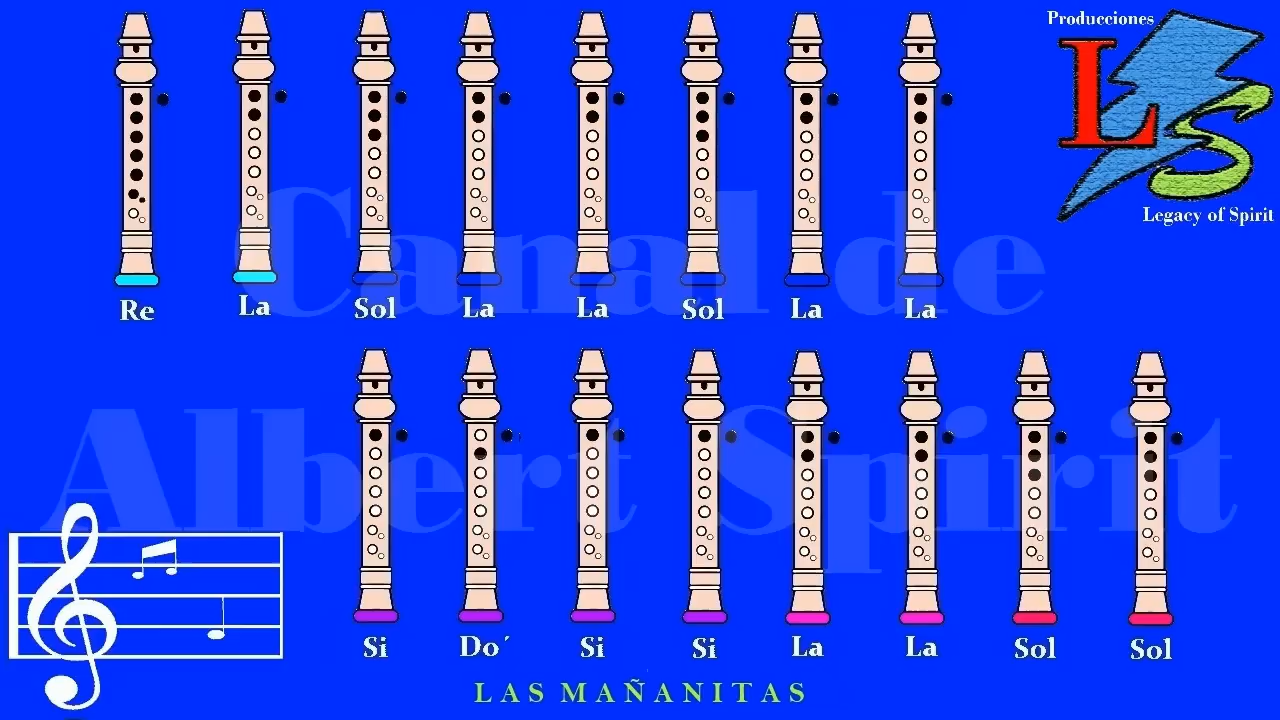 Producciones
LS
Legacy of Spirit
Re La Sol La La Sol La La
Canal de
Albert Spirit
Si Do´ Si Si La La Sol Sol
LAS MAÑANITAS